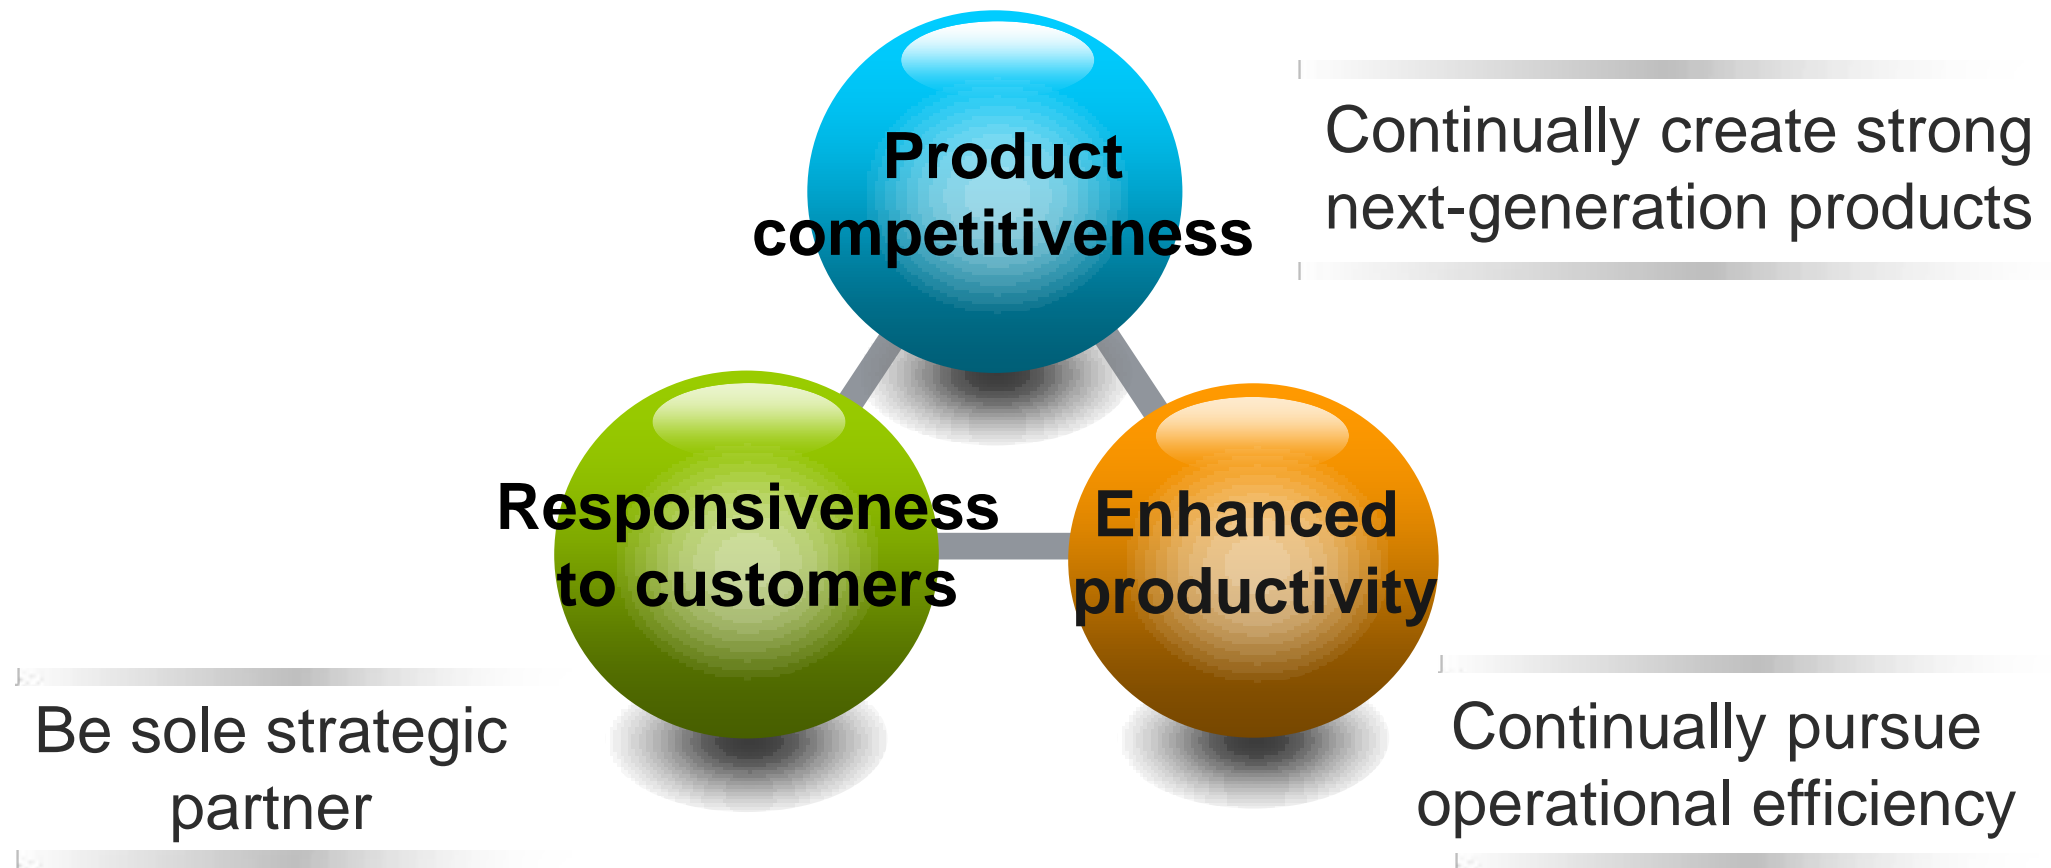 Product
competitiveness
Continually create strong
next-generation products
Responsiveness
to customers
Enhanced
productivity
Be sole strategic
partner
Continually pursue
operational efficiency